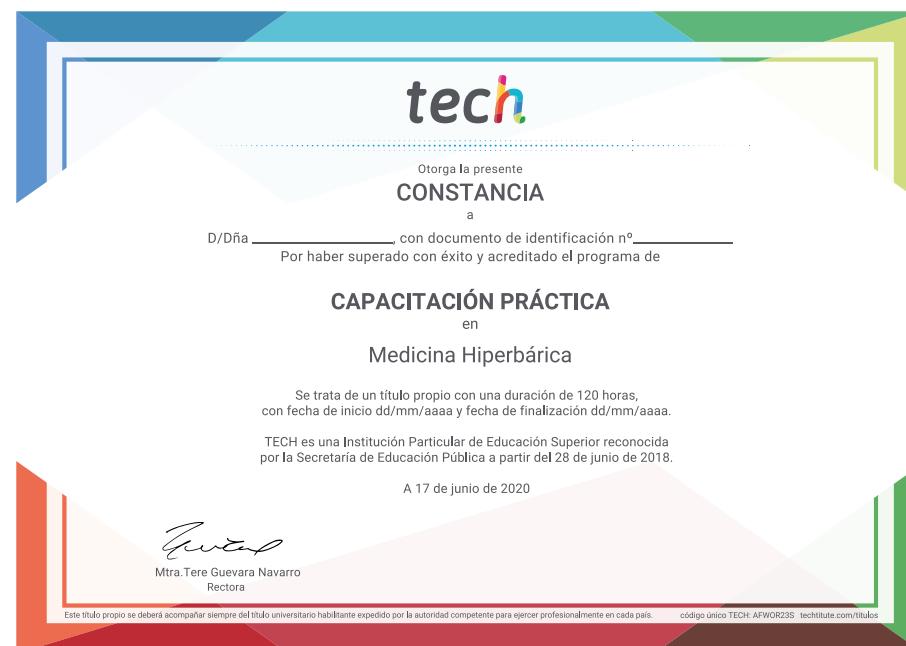 tech
Otorga la presente
CONSTANCIA
a
D/Dña ____________________, con documento de identificación nº______________
Por haber superado con éxito y acreditado el programa de
CAPACITACIÓN PRÁCTICA
en
Medicina Hiperbárica
Se trata de un título propio con una duración de 120 horas,
con fecha de inicio dd/mm/aaaa y fecha de finalización dd/mm/aaaa.
TECH es una Institución Particular de Educación Superior reconocida
por la Secretaría de Educación Pública a partir del 28 de junio de 2018.
A 17 de junio de 2020
Mtra.Tere Guevara Navarro
Rectora
Este título propio se deberá acompañar siempre del título universitario habilitante expedido por la autoridad competente para ejercer profesionalmente en cada país. código único TECH: AFWOR23S techtitute.com/titulos